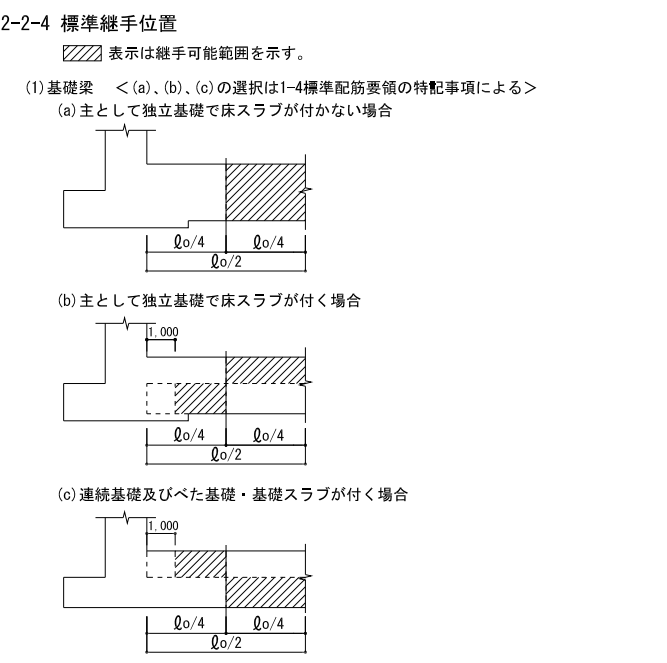 2-2-4 標準継手位置
表示は継手可能範囲を示す。
(1)基礎梁 <(a)、(b)、(c)の選択は1-4標準配筋要領の特記事項による>
(a)主として独立基礎で床スラブが付かない場合
ℓo/4 ℓo/4
ℓo/2
(b)主として独立基礎で床スラブが付く場合
1,000
ℓo/4 ℓo/4
ℓo/2
(c)連続基礎及びべた基礎・基礎スラブが付く場合
1,000
ℓo/4 ℓo/4
ℓo/2